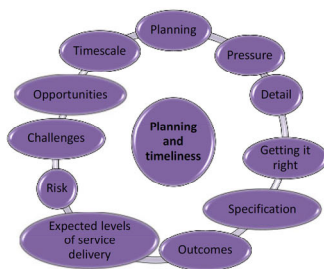 Planning
Pressure
Detail
Getting it
right
Specification
Outcomes
Expected levels
of service
delivery
Risk
Challenges
Opportunities
Timescale
Planning
and
timeliness